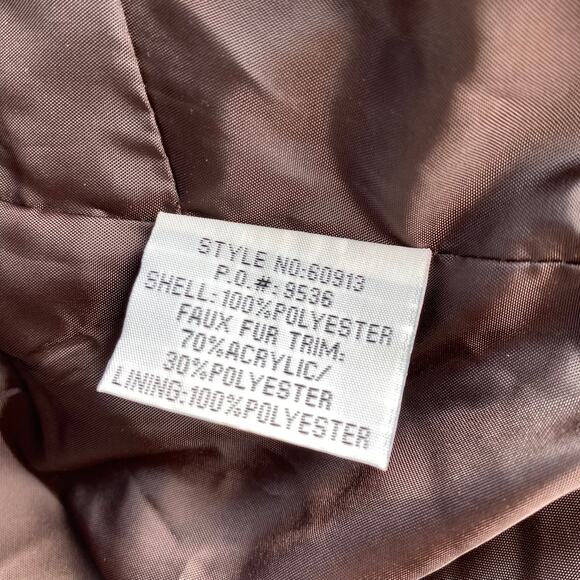 STYLE NO:60913
P.O.#: 9536
SHELL:100%POLYESTER
FAUX FUR TRIM:
70%ACRYLIC/
30%POLYESTER
LINING:100%POLYESTER